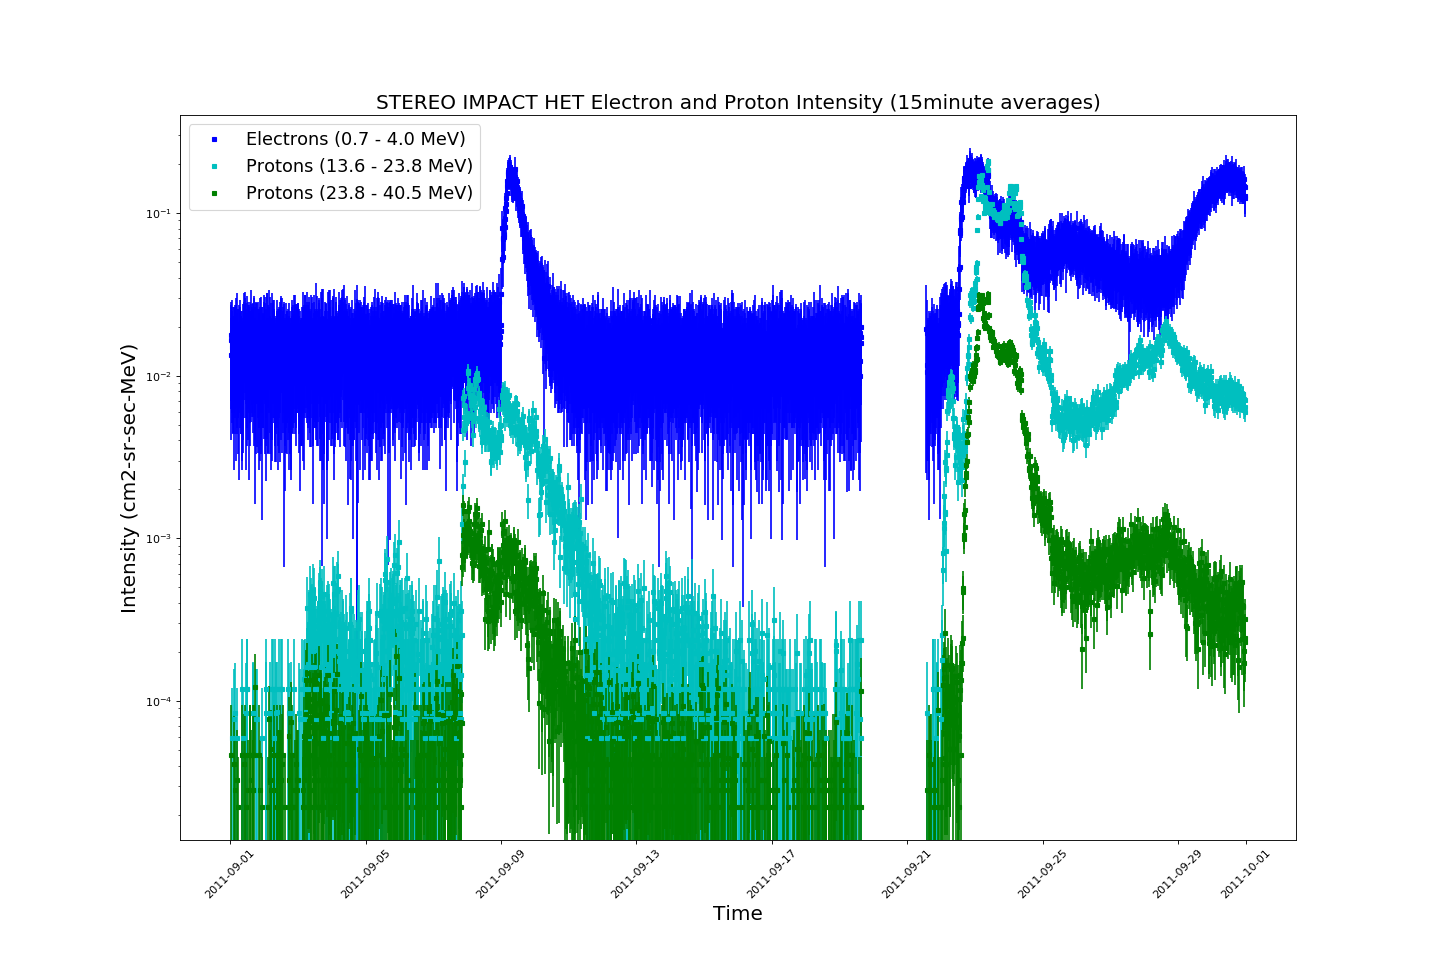 STEREO IMPACT HET Electron and Proton Intensity (15minute averages)
Electrons (0.7 - 4.0 MeV)
Protons (13.6 - 23.8 MeV)
Protons (23.8 - 40.5 MeV)
Intensity (cm2-sr-sec-MeV)
10⁻¹
10⁻²
10⁻³
10⁻⁴
2011-09-01
2011-09-05
2011-09-09
2011-09-13
2011-09-17
2011-09-21
2011-09-25
2011-09-29
2011-10-01
Time